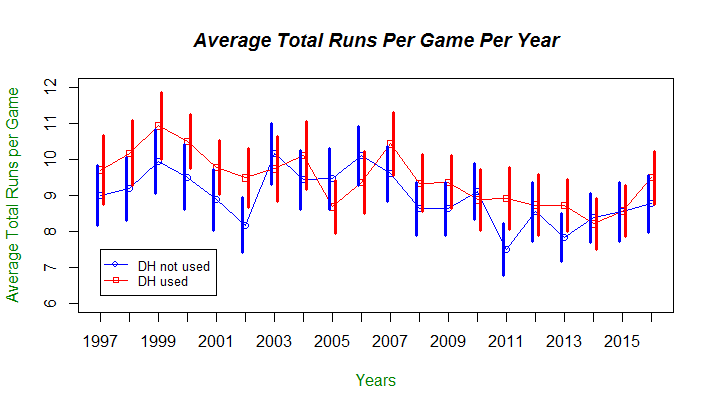 Average Total Runs Per Game Per Year
Average Total Runs per Game
12
11
10
9
8
7
6
DH not used
DH used
1997 1999 2001 2003 2005 2007 2009 2011 2013 2015
Years